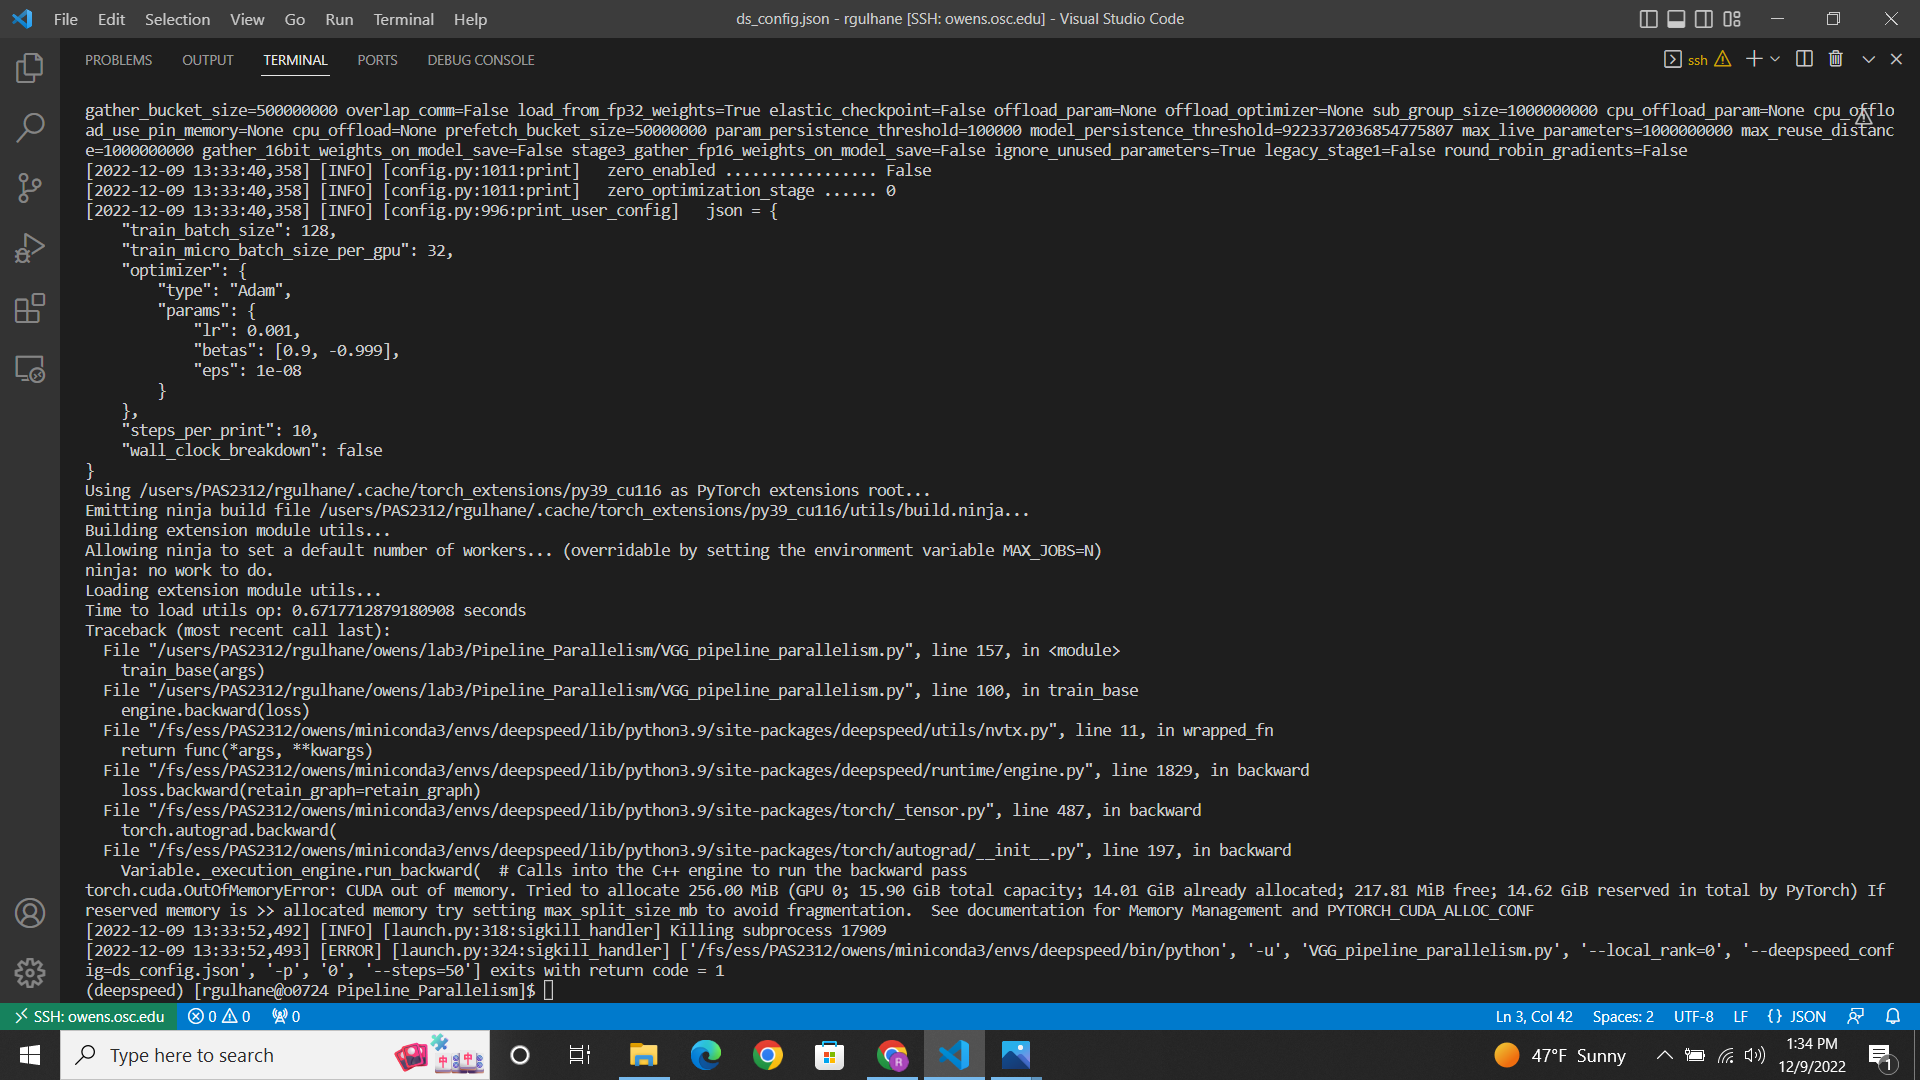 File Edit Selection View Go Run Terminal Help
ds_config.json - rgulhane [SSH: owens.osc.edu] - Visual Studio Code
PROBLEMS OUTPUT TERMINAL PORTS DEBUG CONSOLE
ssh
gather_bucket_size=500000000 overlap_comm=False load_from_fp32_weights=True elastic_checkpoint=False offload_param=None offload_optimizer=None sub_group_size=1000000000 cpu_offload_param=None cpu_offlo
ad_use_pin_memory=None cpu_offload=None prefetch_bucket_size=50000000 param_persistence_threshold=100000 model_persistence_threshold=9223372036854775807 max_live_parameters=1000000000 max_reuse_distanc
e=1000000000 gather_16bit_weights_on_model_save=False stage3_gather_fp16_weights_on_model_save=False ignore_unused_parameters=True legacy_stage1=False round_robin_gradients=False
[2022-12-09 13:33:40,358] [INFO] [config.py:1011:print]   zero_enabled ................. False
[2022-12-09 13:33:40,358] [INFO] [config.py:1011:print]   zero_optimization_stage ...... 0
[2022-12-09 13:33:40,358] [INFO] [config.py:996:print_user_config]   json = {
    "train_batch_size": 128,
    "train_micro_batch_size_per_gpu": 32,
    "optimizer": {
        "type": "Adam",
        "params": {
            "lr": 0.001,
            "betas": [0.9, -0.999],
            "eps": 1e-08
        }
    },
    "steps_per_print": 10,
    "wall_clock_breakdown": false
}
Using /users/PAS2312/rgulhane/.cache/torch_extensions/py39_cu116 as PyTorch extensions root...
Emitting ninja build file /users/PAS2312/rgulhane/.cache/torch_extensions/py39_cu116/utils/build.ninja...
Building extension module utils...
Allowing ninja to set a default number of workers... (overridable by setting the environment variable MAX_JOBS=N)
ninja: no work to do.
Loading extension module utils...
Time to load utils op: 0.6717712879180908 seconds
Traceback (most recent call last):
  File "/users/PAS2312/rgulhane/owens/lab3/Pipeline_Parallelism/VGG_pipeline_parallelism.py", line 157, in <module>
    train_base(args)
  File "/users/PAS2312/rgulhane/owens/lab3/Pipeline_Parallelism/VGG_pipeline_parallelism.py", line 100, in train_base
    engine.backward(loss)
  File "/fs/ess/PAS2312/owens/miniconda3/envs/deepspeed/lib/python3.9/site-packages/deepspeed/utils/nvtx.py", line 11, in wrapped_fn
    return func(*args, **kwargs)
  File "/fs/ess/PAS2312/owens/miniconda3/envs/deepspeed/lib/python3.9/site-packages/deepspeed/runtime/engine.py", line 1829, in backward
    loss.backward(retain_graph=retain_graph)
  File "/fs/ess/PAS2312/owens/miniconda3/envs/deepspeed/lib/python3.9/site-packages/torch/_tensor.py", line 487, in backward
    torch.autograd.backward(
  File "/fs/ess/PAS2312/owens/miniconda3/envs/deepspeed/lib/python3.9/site-packages/torch/autograd/__init__.py", line 197, in backward
    Variable._execution_engine.run_backward(  # Calls into the C++ engine to run the backward pass
torch.cuda.OutOfMemoryError: CUDA out of memory. Tried to allocate 256.00 MiB (GPU 0; 15.90 GiB total capacity; 14.01 GiB already allocated; 217.81 MiB free; 14.62 GiB reserved in total by PyTorch) If
reserved memory is >> allocated memory try setting max_split_size_mb to avoid fragmentation.  See documentation for Memory Management and PYTORCH_CUDA_ALLOC_CONF
[2022-12-09 13:33:52,492] [INFO] [launch.py:318:sigkill_handler] Killing subprocess 17909
[2022-12-09 13:33:52,493] [ERROR] [launch.py:324:sigkill_handler] ['/fs/ess/PAS2312/owens/miniconda3/envs/deepspeed/bin/python', '-u', 'VGG_pipeline_parallelism.py', '--local_rank=0', '--deepspeed_conf
ig=ds_config.json', '-p', '0', '--steps=50'] exits with return code = 1
(deepspeed) [rgulhane@o0724 Pipeline_Parallelism]$
SSH: owens.osc.edu 0 0 0 Ln 3, Col 42 Spaces: 2 UTF-8 LF {} JSON
Type here to search
47°F Sunny
1:34 PM
12/9/2022
1